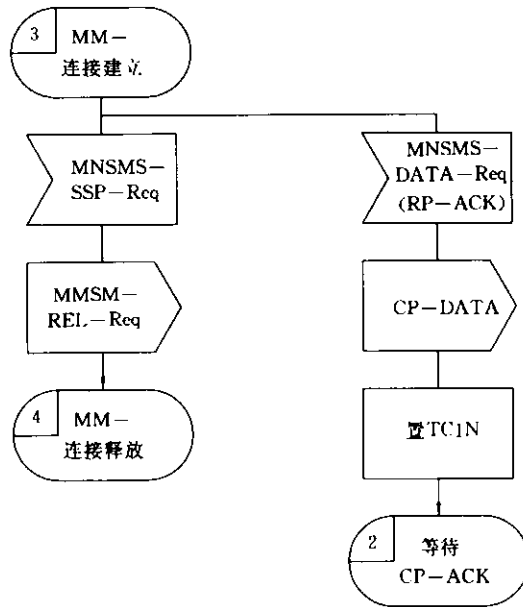 3
MM－
连接建立
MNSMS－
SSP－Req
MNSMS－
DATA－Req
(RP－ACK)
MMSM－
REL－Req
CP－DATA
4
MM－
连接释放
置TC1N
2
等待
CP－ACK